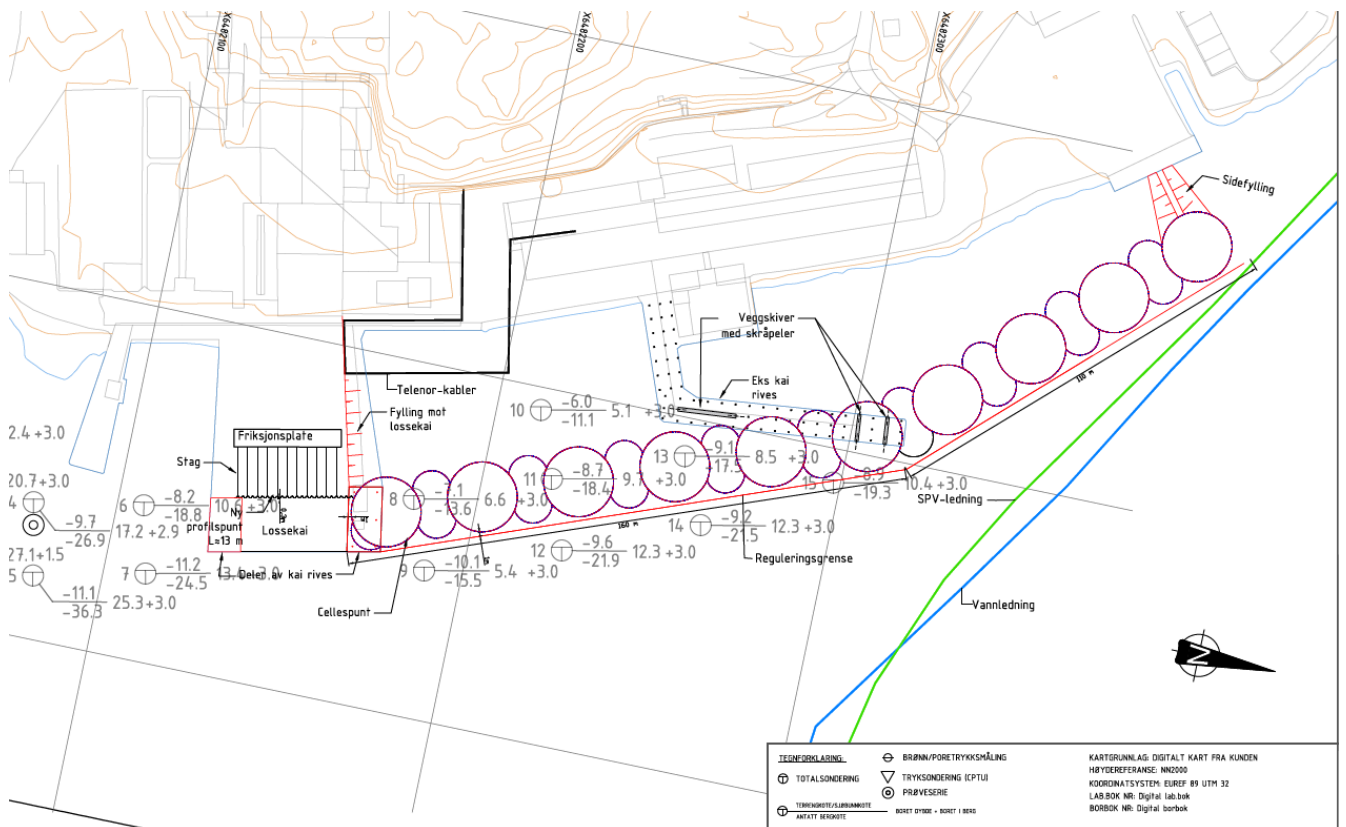 X6482100
X6482200
X6482300
Sidefylling
Veggskiver
med skråpeler
Eks kai
rives
Telenor-kabler
Fylling mot
lossekai
10 -6.0 5.1 +3.0
-11.1
2.4 +3.0
Friksjonsplate
Stag
13 -9.1 8.5 +3.0
+17.5
11 -8.7 9.7 +3.0
-18.4
15 -8.9 10.4 +3.0
-19.3
110 m
SPV-ledning
20.7+3.0
4
6 -8.2
-18.8
Ny
profilspunt
L=13 m
Lossekai
8 -7.1 6.6 +3.0
-13.6
-9.7 17.2 +2.9
-26.9
14 -9.2 12.3 +3.0
-21.5
160 m
27.1+1.5
5
7 -11.2
-24.5
Deler av kai rives
12 -9.6 12.3 +3.0
-21.9
9 -10.1 5.4 +3.0
-15.5
Reguleringsgrense
-11.1 25.3+3.0
-36.3
Cellespunt
Vannledning
N
TEGNFORKLARING:
BRØNN/PORETRYKKSMÅLING
TOTALSONDERING
TRYKSONDERING (CPTU)
PRØVESERIE
TERRENGKOTE/SJØBUNNKOTE
ANTATT BERGKOTE
BORET DYBDE + BORET I BERG
KARTGRUNNLAG: DIGITALT KART FRA KUNDEN
HØYDEREFERANSE: NN2000
KOORDINATSYSTEM: EUREF 89 UTM 32
LAB.BOK NR: Digital lab.bok
BORBOK NR: Digital borbok